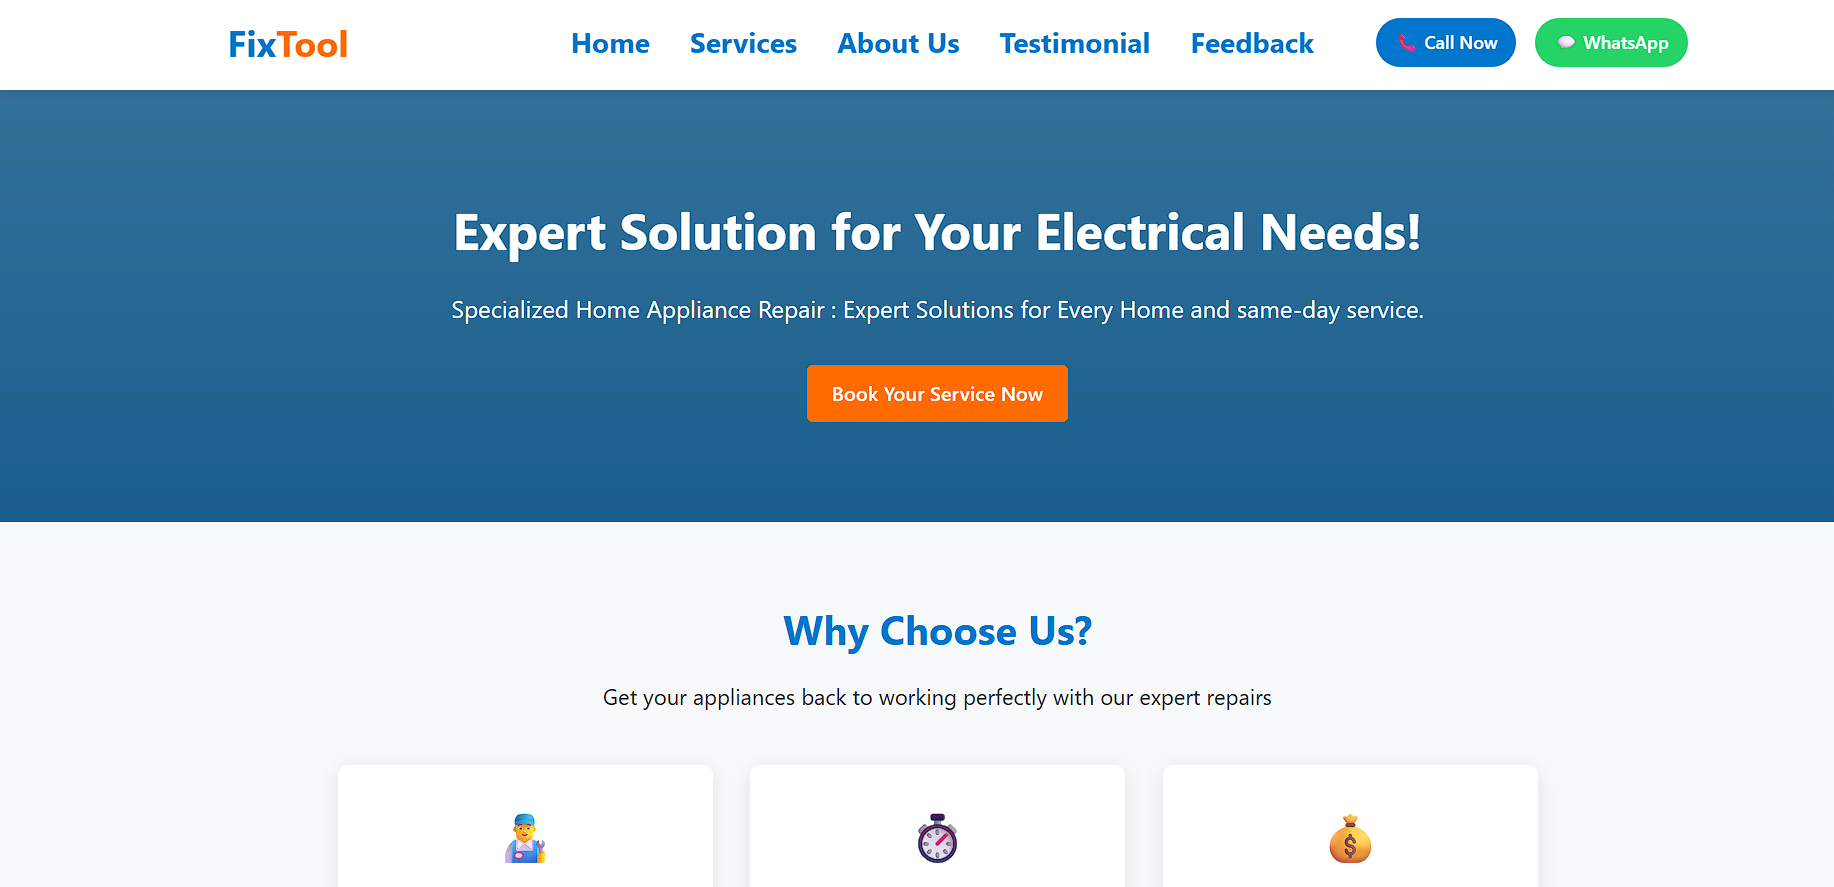 FixTool
Home Services About Us Testimonial Feedback
Call Now
WhatsApp
Expert Solution for Your Electrical Needs!
Specialized Home Appliance Repair : Expert Solutions for Every Home and same-day service.
Book Your Service Now
Why Choose Us?
Get your appliances back to working perfectly with our expert repairs